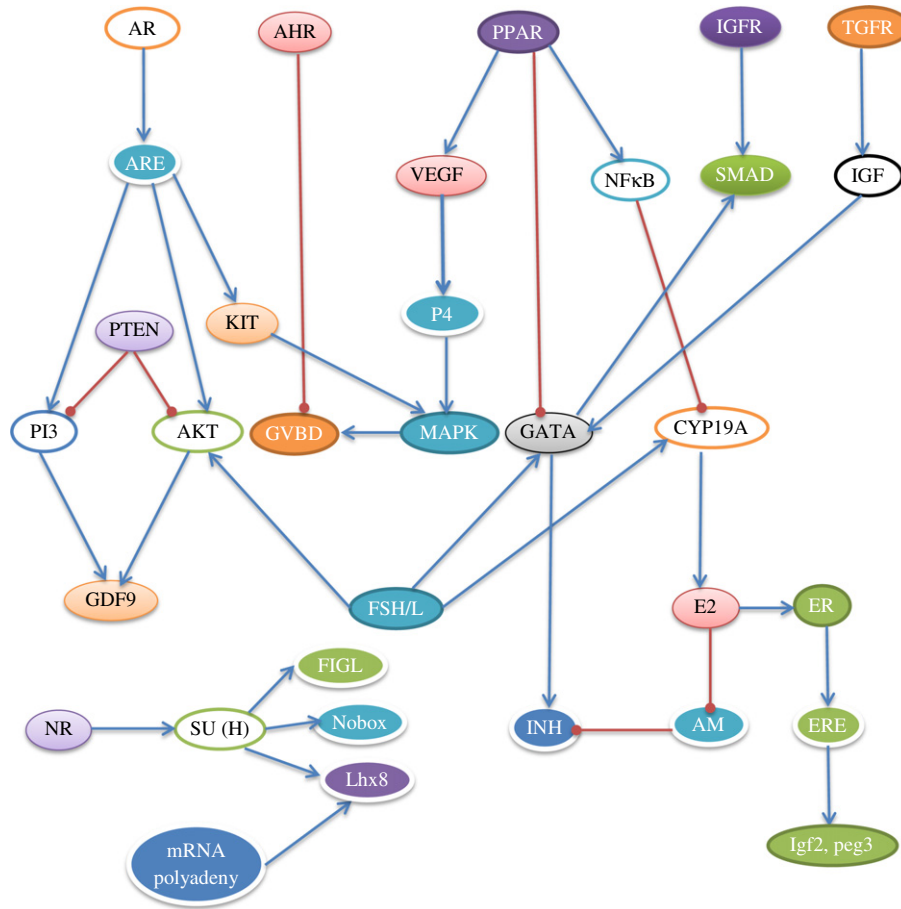 AR
AHR
PPAR
IGFR
TGFR
ARE
VEGF
NFκB
SMAD
IGF
PTEN
KIT
P4
PI3
AKT
GVBD
MAPK
GATA
CYP19A
GDF9
FSH/L
E2
ER
FIGL
NR
SU (H)
Nobox
INH
AM
ERE
Lhx8
mRNA
polyadeny
Igf2, peg3